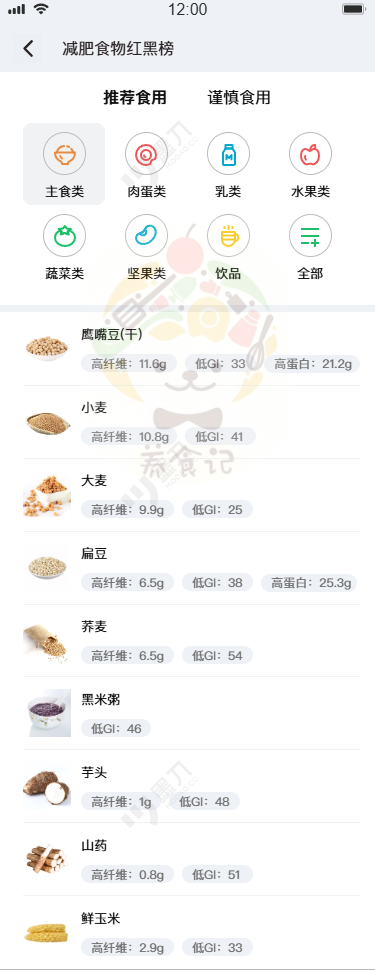 12:00
减肥食物红黑榜
推荐食用 谨慎食用
主食类 肉蛋类 乳类 水果类
蔬菜类 坚果类 饮品 全部
鹰嘴豆(干)
高纤维：11.6g 低GI：33 高蛋白：21.2g
小麦
高纤维：10.8g 低GI：41
大麦
高纤维：9.9g 低GI：25
扁豆
高纤维：6.5g 低GI：38 高蛋白：25.3g
荞麦
高纤维：6.5g 低GI：54
黑米粥
低GI：46
芋头
高纤维：1g 低GI：48
山药
高纤维：0.8g 低GI：51
鲜玉米
高纤维：2.9g 低GI：33
养食记
墨刀
墨刀
墨刀